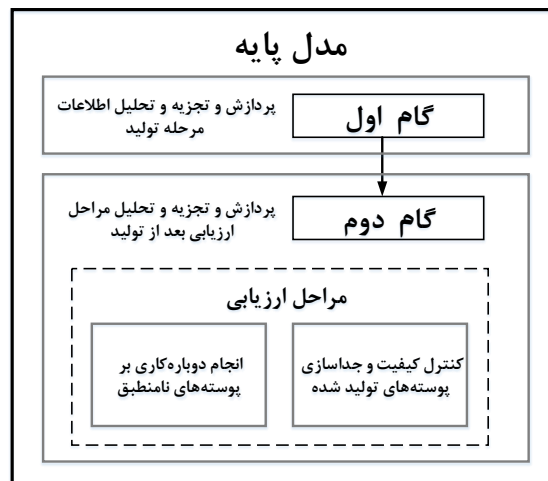 مدل پایه
گام اول
پردازش و تجزیه و تحلیل اطلاعات
مرحله تولید
گام دوم
پردازش و تجزیه و تحلیل مراحل
ارزیابی بعد از تولید
مراحل ارزیابی
کنترل کیفیت و جداسازی
پوسته‌های تولید شده
انجام دوباره‌کاری بر
پوسته‌های نامنطبق